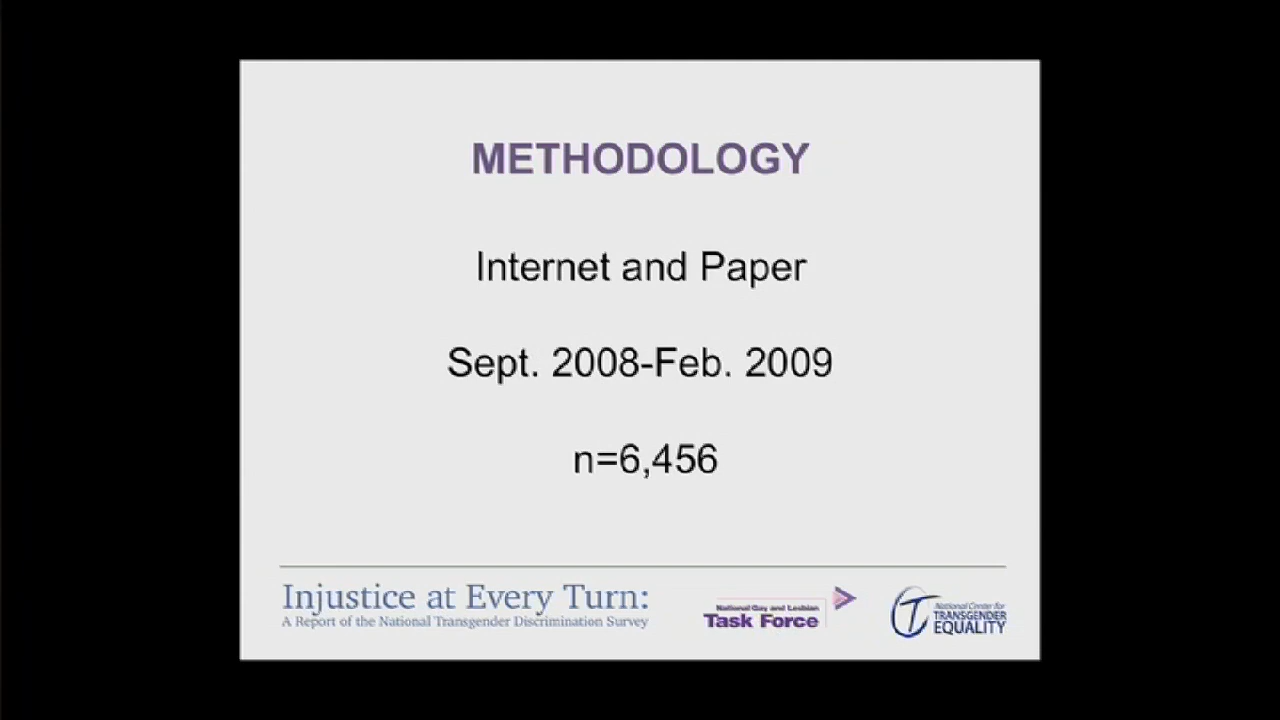 METHODOLOGY
Internet and Paper
Sept. 2008-Feb. 2009
n=6,456
Injustice at Every Turn:
A Report of the National Transgender Discrimination Survey
National Gay and Lesbian
Task Force
National Center for
TRANSGENDER
EQUALITY